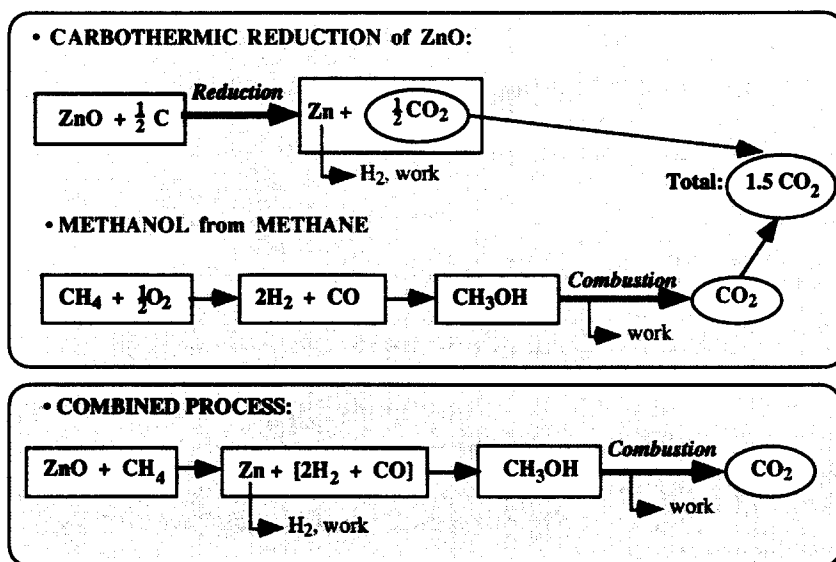 • CARBOTHERMIC REDUCTION of ZnO:
Reduction
ZnO + ½ C
Zn + ½ CO₂
H₂, work
Total: 1.5 CO₂
• METHANOL from METHANE
Combustion
CH₄ + ½O₂
2H₂ + CO
CH₃OH
CO₂
work
• COMBINED PROCESS:
Combustion
ZnO + CH₄
Zn + [2H₂ + CO]
CH₃OH
CO₂
H₂, work
work